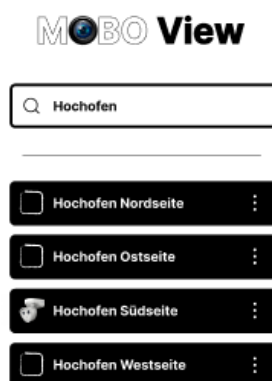 MOBO View
Hochofen
Hochofen Nordseite
Hochofen Ostseite
Hochofen Südseite
Hochofen Westseite